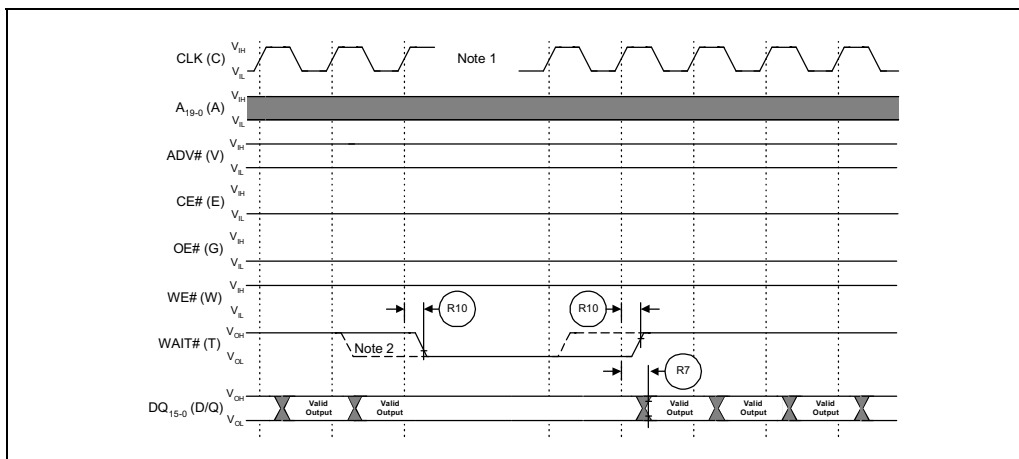 CLK (C) VIH VIL Note 1
A19-0 (A) VIH VIL
ADV# (V) VIH VIL
CE# (E) VIH VIL
OE# (G) VIH VIL
WE# (W) VIH VIL R10 R10
WAIT# (T) VOH VOL Note 2
R7
DQ15-0 (D/Q) VOH VOL Valid Output Valid Output Valid Output Valid Output Valid Output